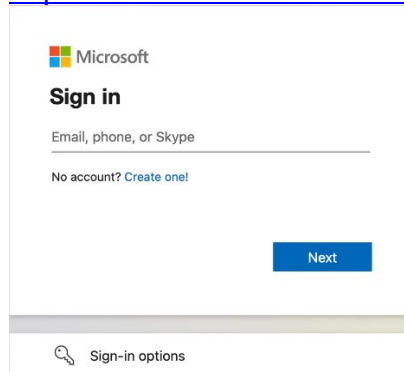 Microsoft
Sign in
Email, phone, or Skype
No account? Create one!
Next
Sign-in options